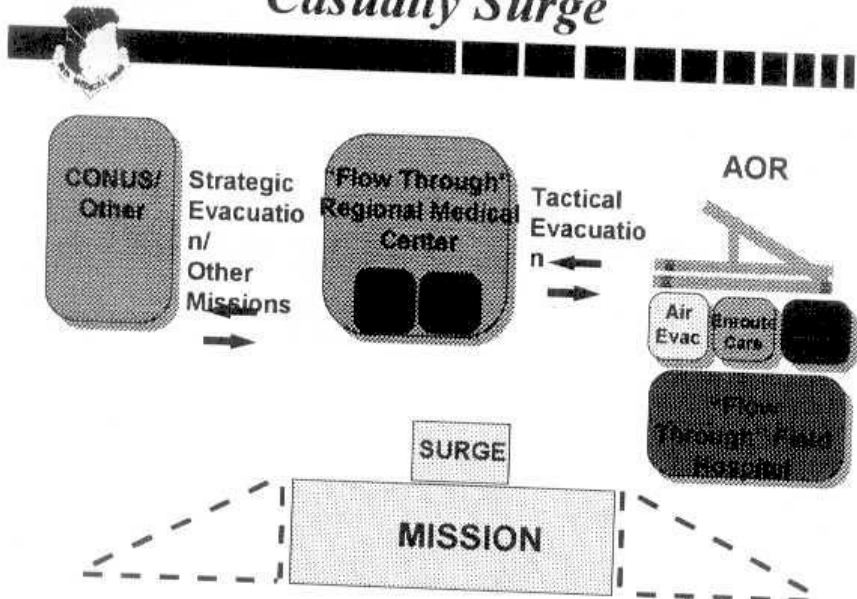 Casualty Surge
MEDICAL
CONUS/
Other
Strategic
Evacuatio
n/
Other
Missions
"Flow Through"
Regional Medical
Center
Tactical
Evacuatio
n
AOR
Air
Evac
Enroute
Care
"Flow
Through" Field
Hospital
SURGE
MISSION